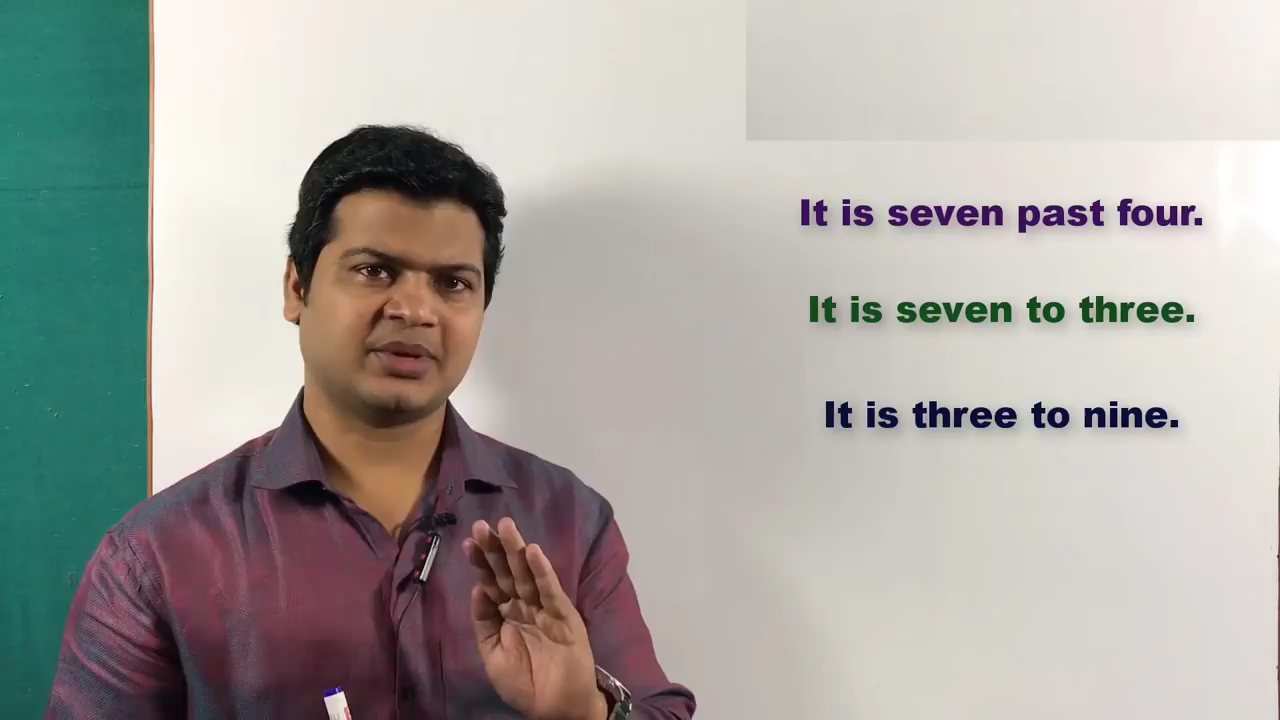 It is seven past four.
It is seven to three.
It is three to nine.